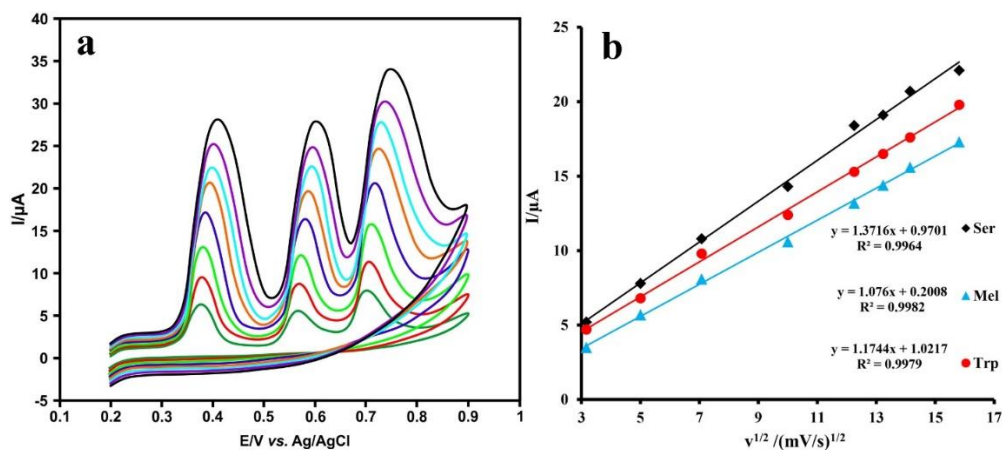 a
I/µA
40
35
30
25
20
15
10
5
0
-5
0.1 0.2 0.3 0.4 0.5 0.6 0.7 0.8 0.9 1
E/V vs. Ag/AgCl
b
I/µA
25
20
15
10
5
0
y = 1.3716x + 0.9701
R² = 0.9964
Ser
y = 1.076x + 0.2008
R² = 0.9982
Mel
y = 1.1744x + 1.0217
R² = 0.9979
Trp
3 5 7 9 11 13 15 17
v¹/² /(mV/s)¹/²